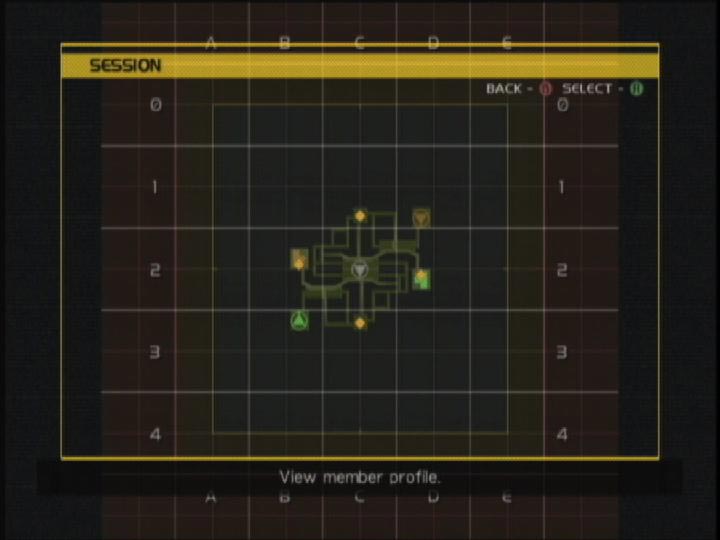 A B C D E
SESSION
BACK - B SELECT - A
0 0
1 1
2 2
3 3
4 4
View member profile.
A B C D E